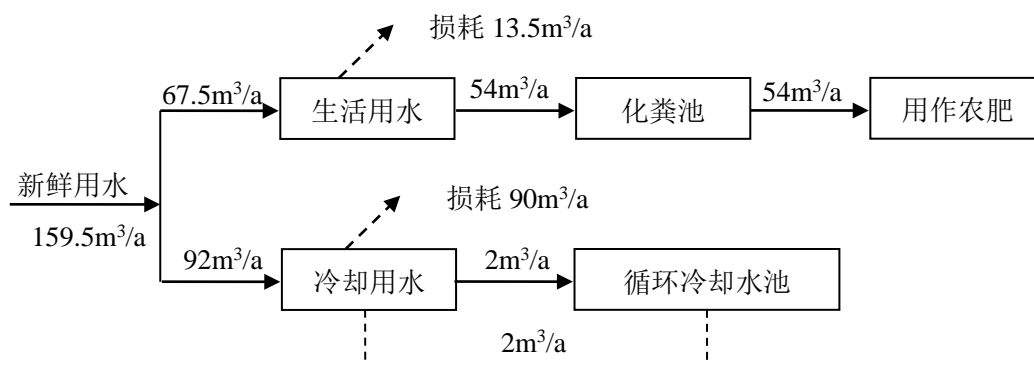 损耗 13.5m³/a
67.5m³/a
生活用水
54m³/a
化粪池
54m³/a
用作农肥
新鲜用水
159.5m³/a
损耗 90m³/a
92m³/a
冷却用水
2m³/a
循环冷却水池
2m³/a